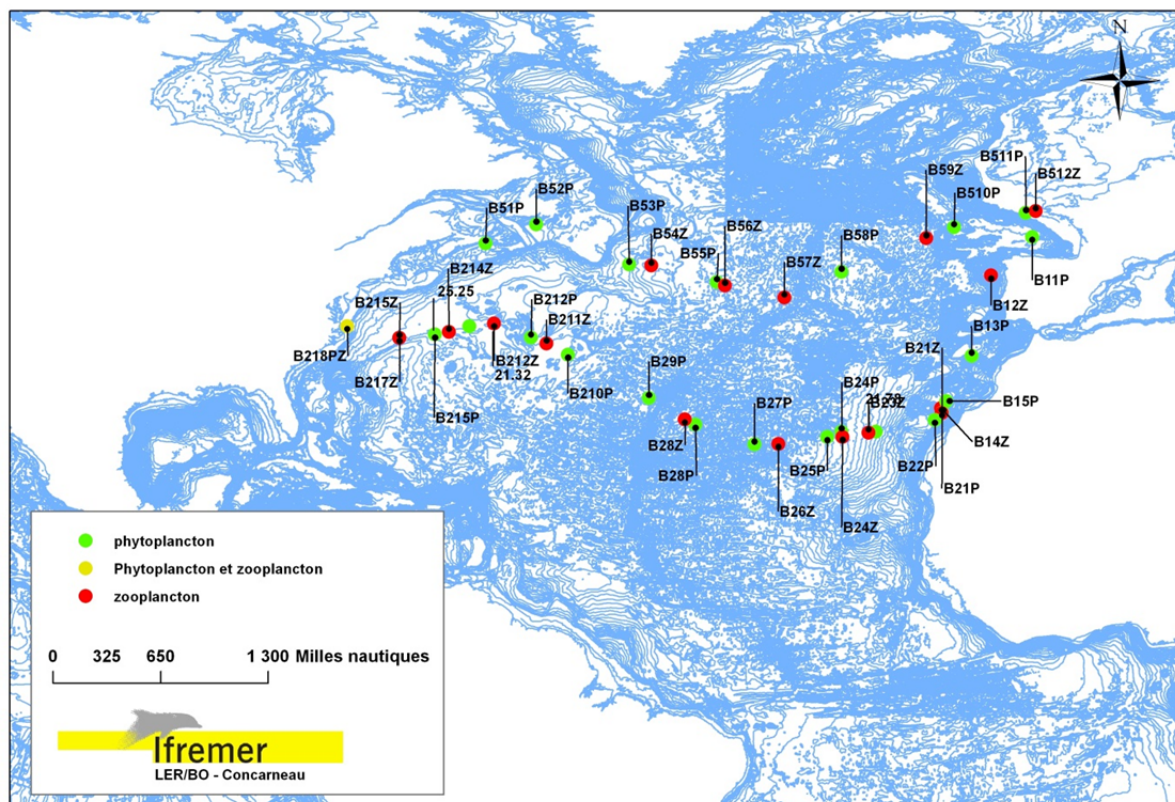 N
B511P
B59Z
B512Z
B510P
B52P
B51P
B53P
B56Z
B54Z
B58P
B55P
B11P
B57Z
B214Z
B215Z
25.25
B212P
B12Z
B211Z
B13P
B218PZ
B212Z
21.32
B21Z
B217Z
B29P
B24P
B210P
B23Z
B27P
B15P
B215P
B28Z
B14Z
B25P
B22P
B28P
B21P
B26Z
B24Z
phytoplancton
Phytoplancton et zooplancton
zooplancton
0 325 650 1 300 Milles nautiques
Ifremer
LER/BO - Concarneau